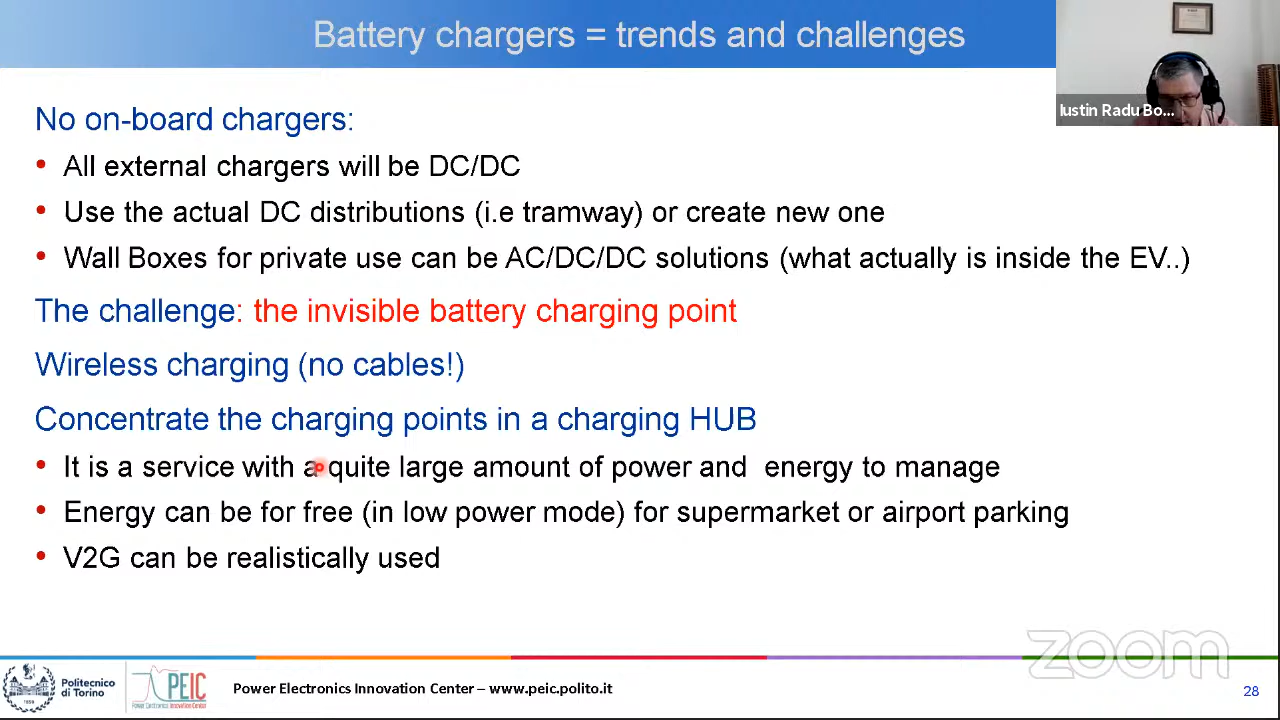 Battery chargers = trends and challenges
Iustin Radu Bo...
No on-board chargers:
• All external chargers will be DC/DC
• Use the actual DC distributions (i.e tramway) or create new one
• Wall Boxes for private use can be AC/DC/DC solutions (what actually is inside the EV..)
The challenge: the invisible battery charging point
Wireless charging (no cables!)
Concentrate the charging points in a charging HUB
• It is a service with a quite large amount of power and energy to manage
• Energy can be for free (in low power mode) for supermarket or airport parking
• V2G can be realistically used
zoom
Politecnico
di Torino
1859
PEIC
Power Electronics Innovation Center
Power Electronics Innovation Center – www.peic.polito.it
28